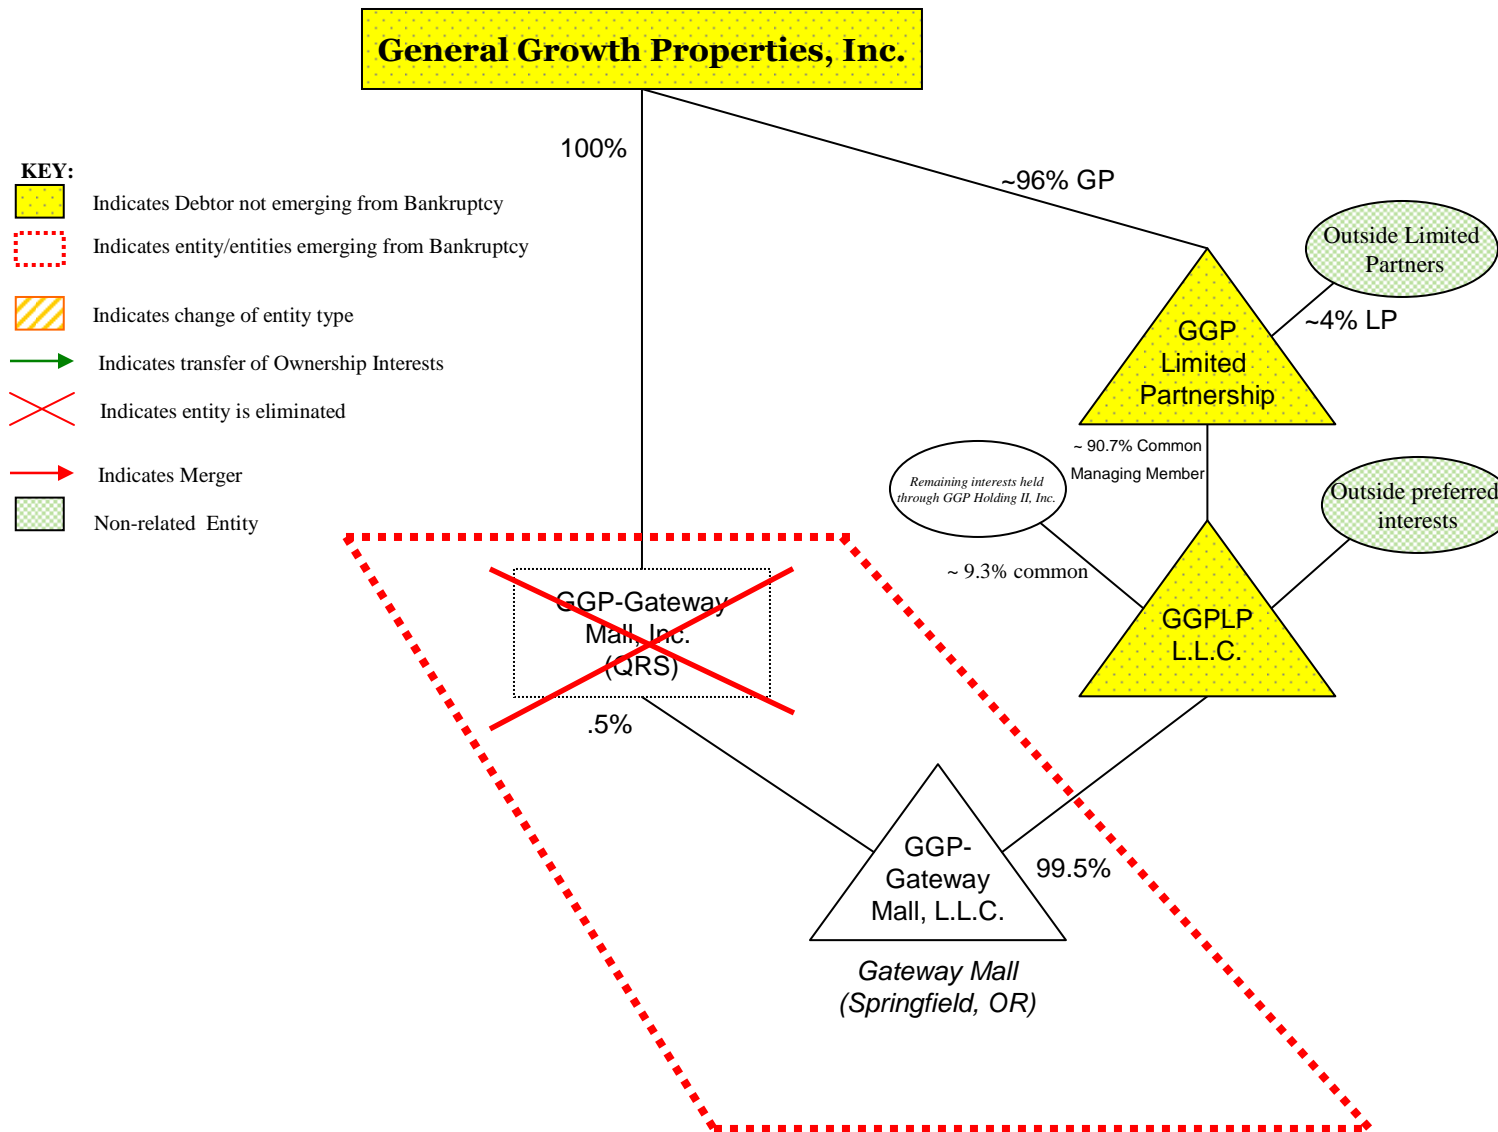 General Growth Properties, Inc.
100%
~96% GP
KEY:
Indicates Debtor not emerging from Bankruptcy
Indicates entity/entities emerging from Bankruptcy
Indicates change of entity type
Indicates transfer of Ownership Interests
Indicates entity is eliminated
Indicates Merger
Non-related Entity
Outside Limited
Partners
~4% LP
GGP
Limited
Partnership
~ 90.7% Common
Managing Member
Remaining interests held
through GGP Holding II, Inc.
~ 9.3% common
Outside preferred
interests
GGPLP
L.L.C.
GGP-Gateway
Mall, Inc.
(QRS)
.5%
99.5%
GGP-
Gateway
Mall, L.L.C.
Gateway Mall
(Springfield, OR)